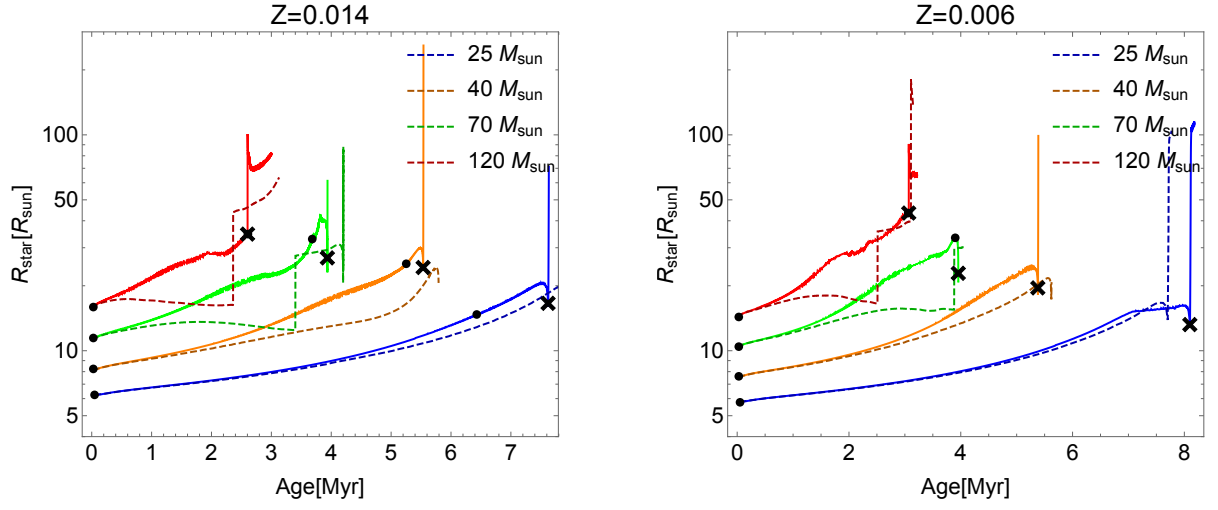 Z=0.014
R_star[R_sun]
100
50
10
5
0 1 2 3 4 5 6 7
Age[Myr]
25 M_sun
40 M_sun
70 M_sun
120 M_sun
Z=0.006
R_star[R_sun]
100
50
10
5
0 2 4 6 8
Age[Myr]
25 M_sun
40 M_sun
70 M_sun
120 M_sun